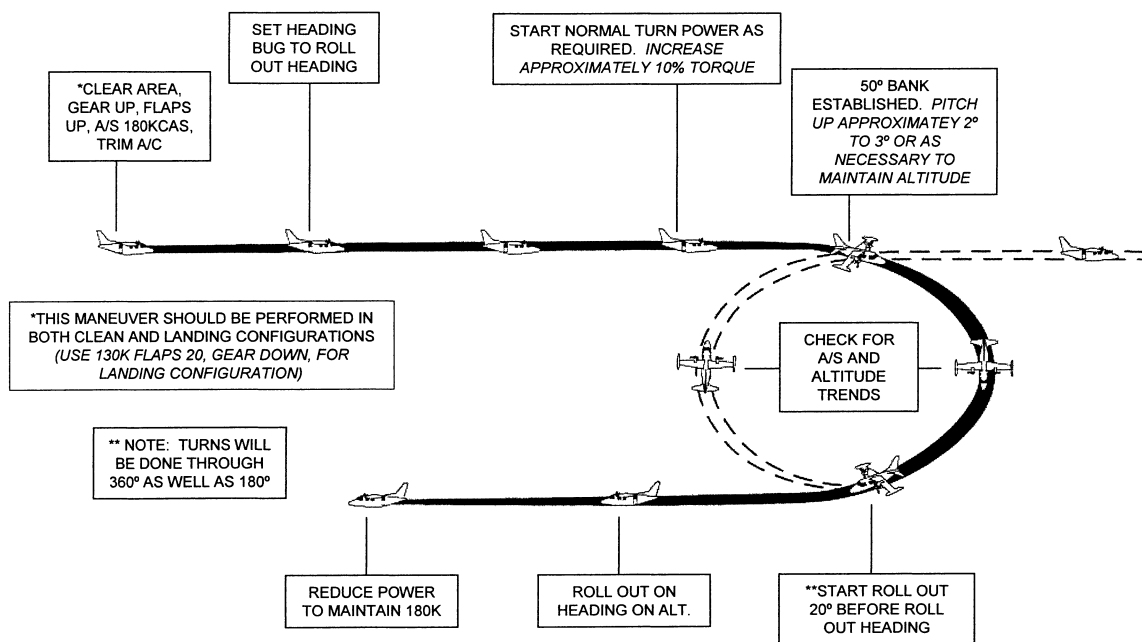 *CLEAR AREA,
GEAR UP, FLAPS
UP, A/S 180KCAS,
TRIM A/C
SET HEADING
BUG TO ROLL
OUT HEADING
START NORMAL TURN POWER AS
REQUIRED. INCREASE
APPROXIMATELY 10% TORQUE
50º BANK
ESTABLISHED. PITCH
UP APPROXIMATEY 2º
TO 3º OR AS
NECESSARY TO
MAINTAIN ALTITUDE
*THIS MANEUVER SHOULD BE PERFORMED IN
BOTH CLEAN AND LANDING CONFIGURATIONS
(USE 130K FLAPS 20, GEAR DOWN, FOR
LANDING CONFIGURATION)
CHECK FOR
A/S AND
ALTITUDE
TRENDS
** NOTE: TURNS WILL
BE DONE THROUGH
360º AS WELL AS 180º
REDUCE POWER
TO MAINTAIN 180K
ROLL OUT ON
HEADING ON ALT.
**START ROLL OUT
20º BEFORE ROLL
OUT HEADING